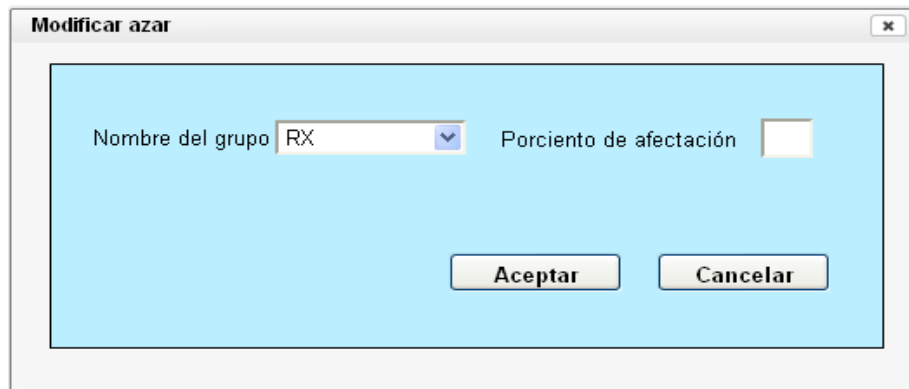 Modificar azar
Nombre del grupo RX Porciento de afectación
Aceptar Cancelar